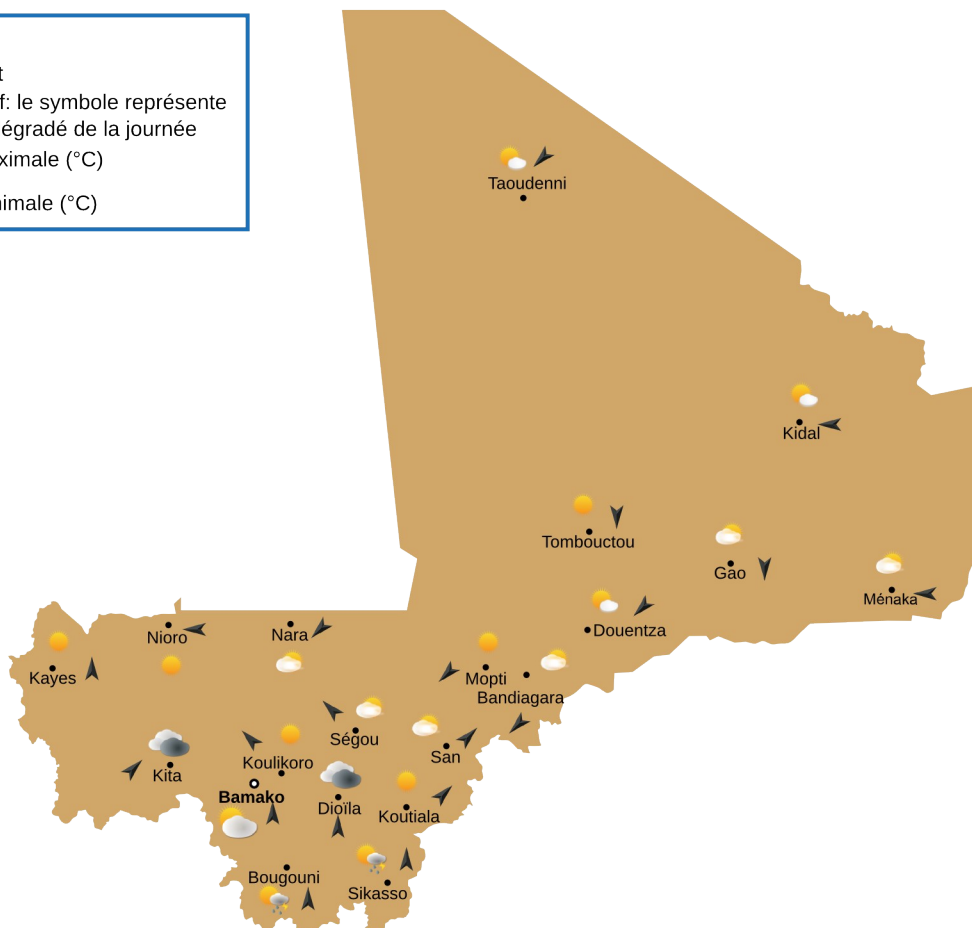 t
f: le symbole représente
égradé de la journée
ximale (°C)
imale (°C)
Taoudenni
Kidal
Tombouctou
Gao
Ménaka
Douentza
Nioro
Nara
Kayes
Mopti
Bandiagara
Ségou
San
Koulikoro
Kita
Bamako
Dioïla
Koutiala
Bougouni
Sikasso